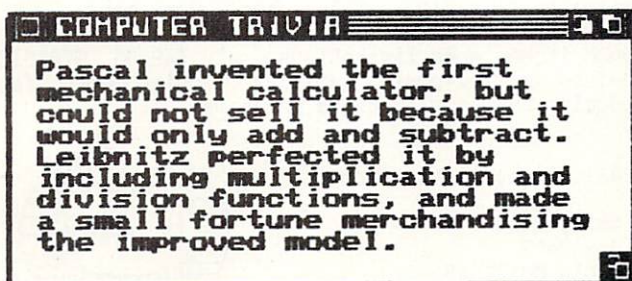 COMPUTER TRIVIA
Pascal invented the first
mechanical calculator, but
could not sell it because it
would only add and subtract.
Leibnitz perfected it by
including multiplication and
division functions, and made
a small fortune merchandising
the improved model.